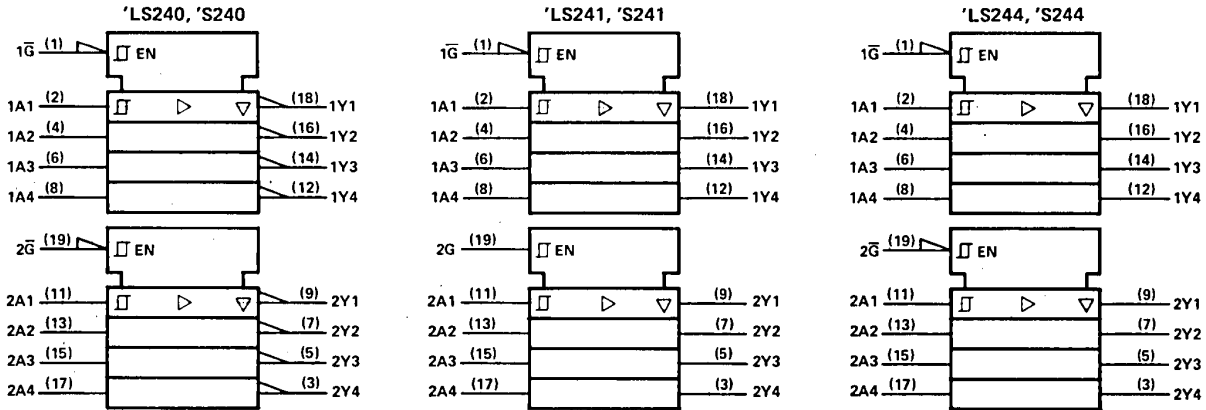 'LS240, 'S240
1G̅ (1) EN
1A1 (2) (18) 1Y1
1A2 (4) (16) 1Y2
1A3 (6) (14) 1Y3
1A4 (8) (12) 1Y4
2G̅ (19) EN
2A1 (11) (9) 2Y1
2A2 (13) (7) 2Y2
2A3 (15) (5) 2Y3
2A4 (17) (3) 2Y4
'LS241, 'S241
1G̅ (1) EN
1A1 (2) (18) 1Y1
1A2 (4) (16) 1Y2
1A3 (6) (14) 1Y3
1A4 (8) (12) 1Y4
2G (19) EN
2A1 (11) (9) 2Y1
2A2 (13) (7) 2Y2
2A3 (15) (5) 2Y3
2A4 (17) (3) 2Y4
'LS244, 'S244
1G̅ (1) EN
1A1 (2) (18) 1Y1
1A2 (4) (16) 1Y2
1A3 (6) (14) 1Y3
1A4 (8) (12) 1Y4
2G̅ (19) EN
2A1 (11) (9) 2Y1
2A2 (13) (7) 2Y2
2A3 (15) (5) 2Y3
2A4 (17) (3) 2Y4